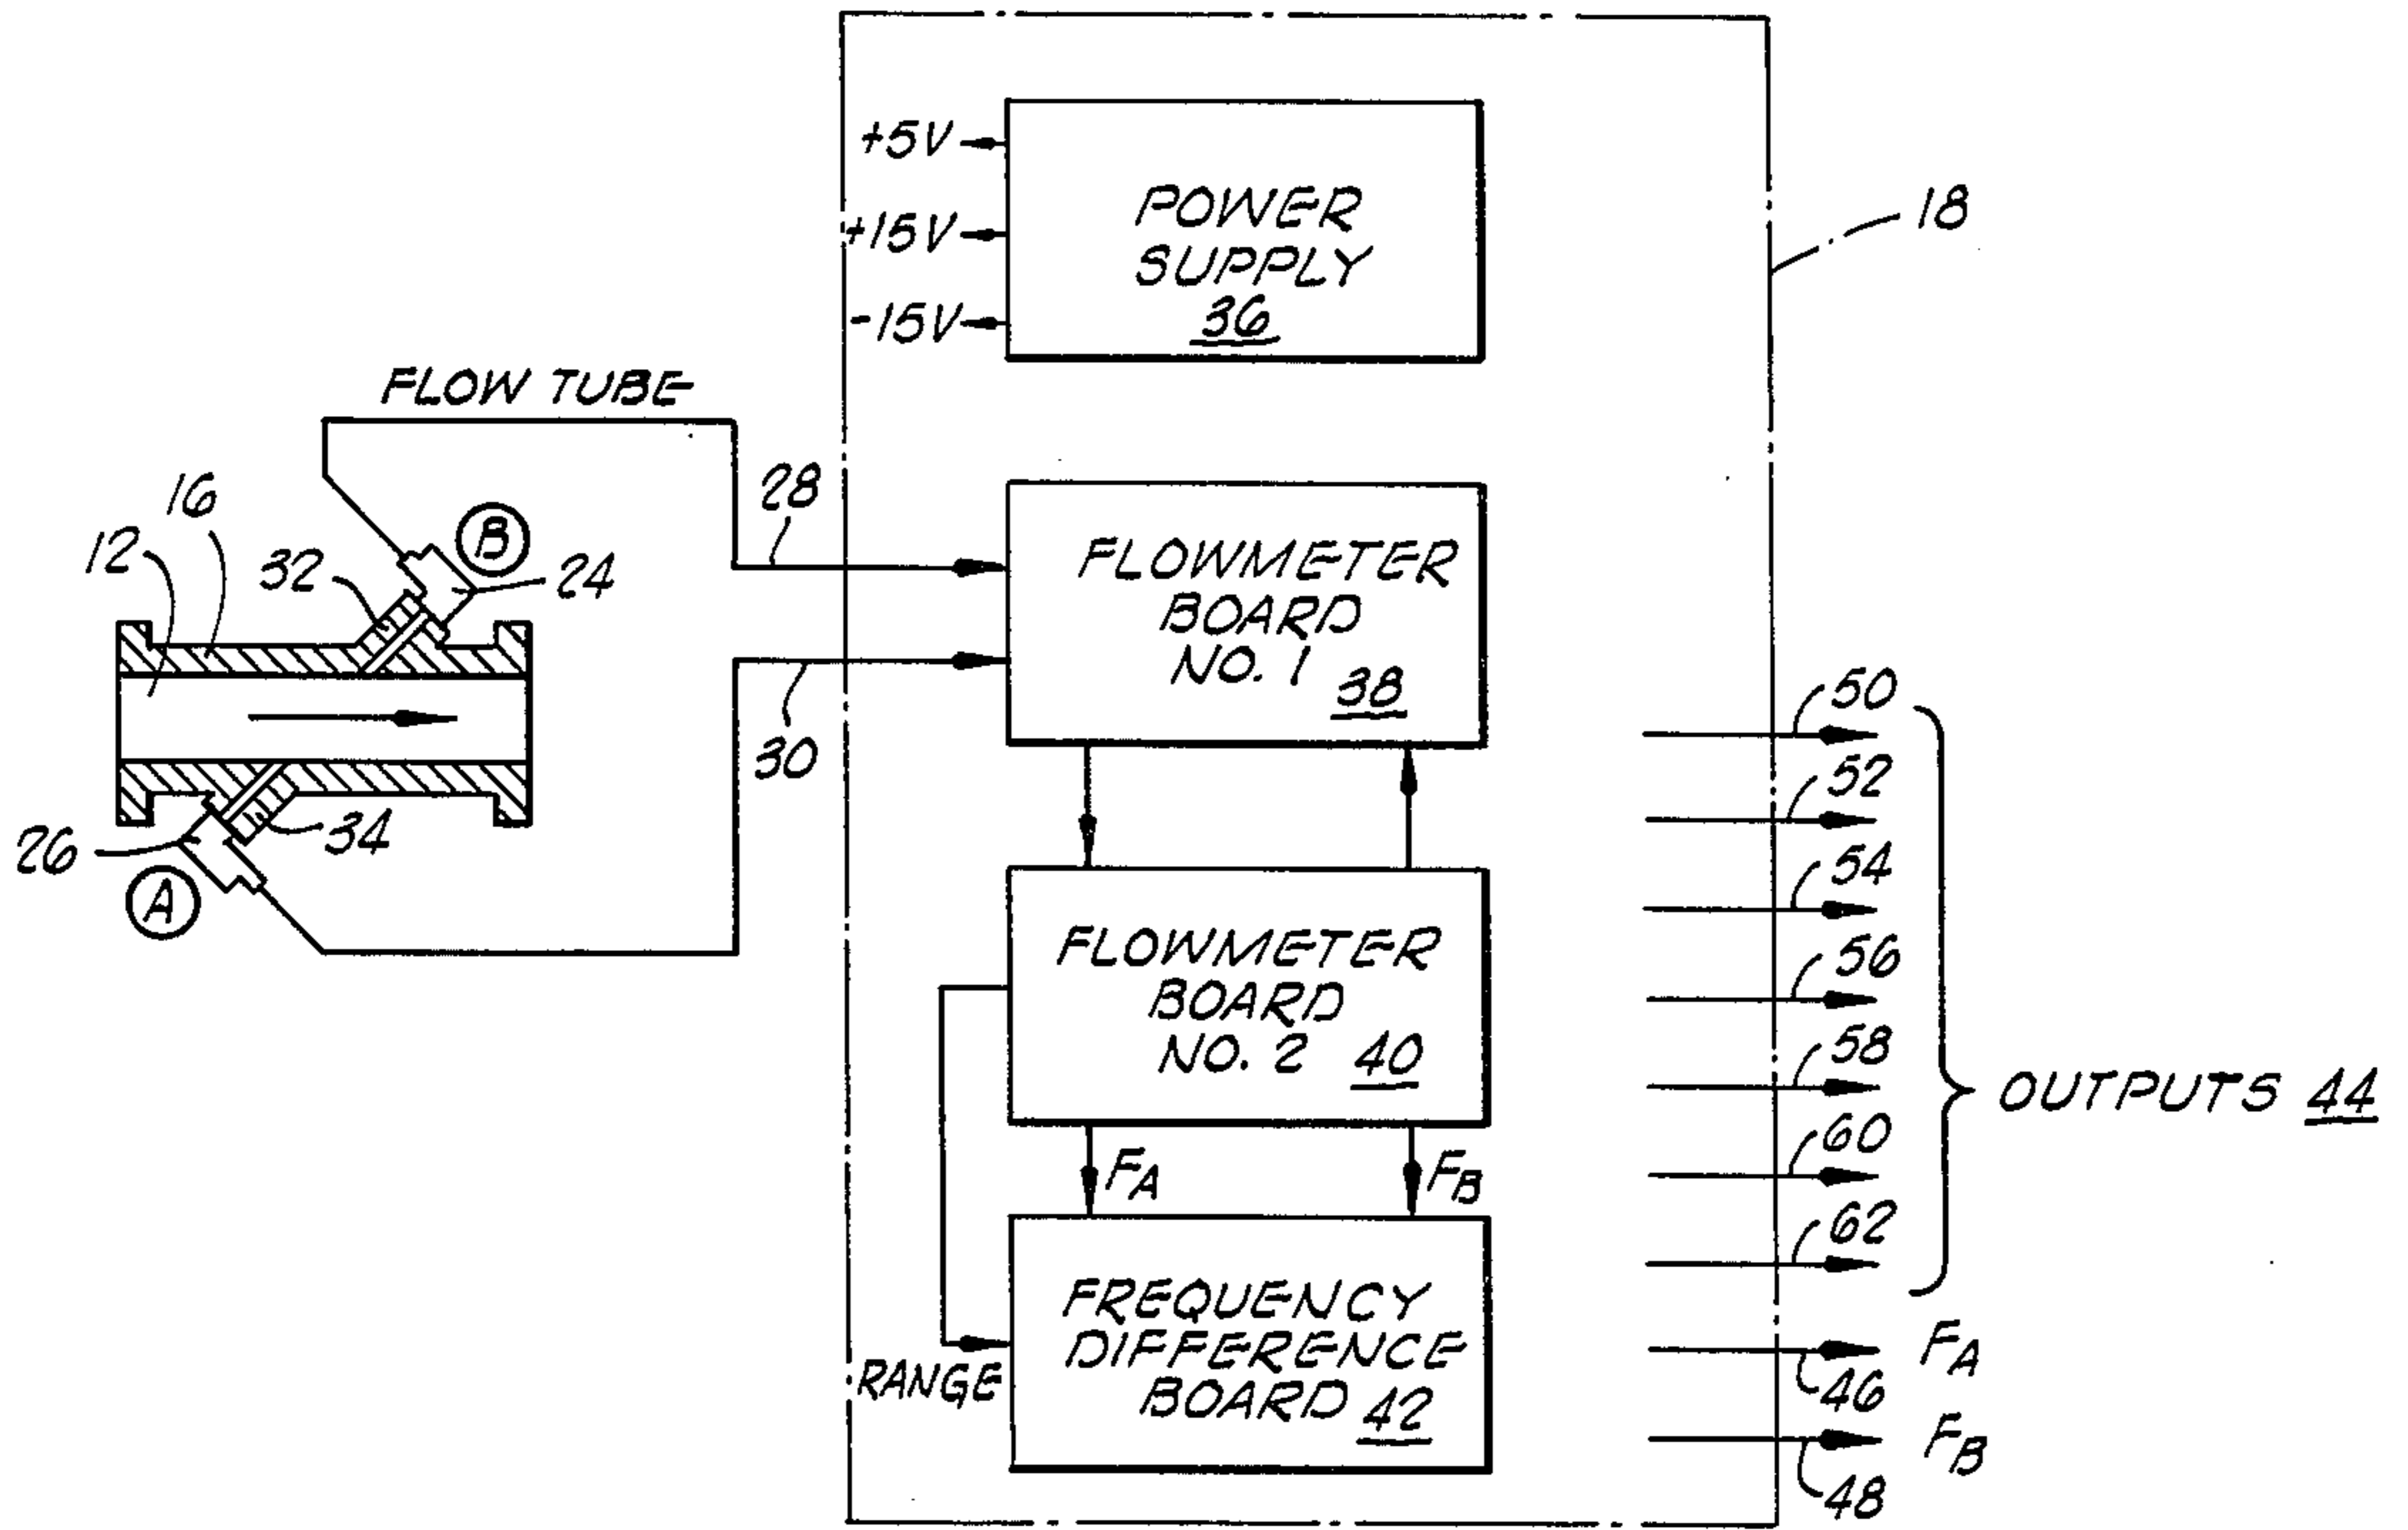 +5V
+15V
-15V
POWER
SUPPLY
36
18
FLOW TUBE
16
12
32
B
24
28
FLOWMETER
BOARD
NO. 1 38
30
26
A
34
FLOWMETER
BOARD
NO. 2 40
FA
FB
RANGE
FREQUENCY
DIFFERENCE
BOARD 42
50
52
54
56
58
60
62
OUTPUTS 44
FA
46
FB
48